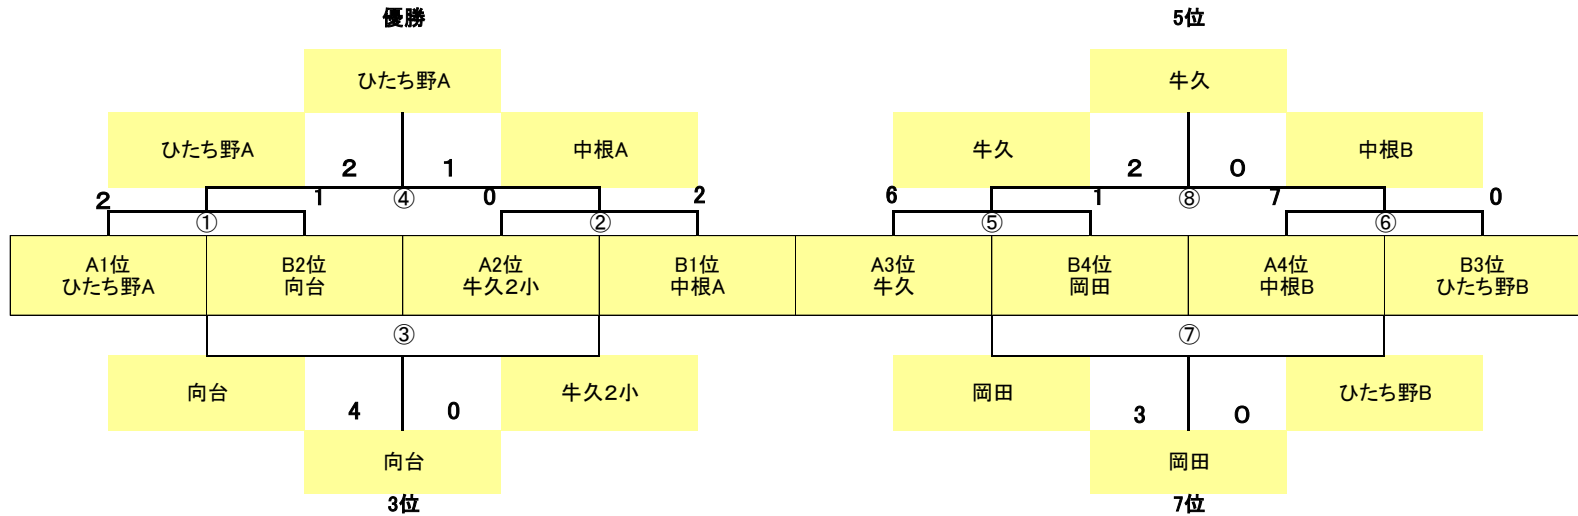 優勝
5位
ひたち野A
牛久
ひたち野A
2
1
中根A
牛久
2
0
中根B
2
1
④
0
2
6
1
⑧
7
0
①
②
⑤
⑥
A1位
ひたち野A
B2位
向台
A2位
牛久2小
B1位
中根A
A3位
牛久
B4位
岡田
A4位
中根B
B3位
ひたち野B
③
⑦
向台
4
0
牛久2小
岡田
3
0
ひたち野B
向台
岡田
3位
7位